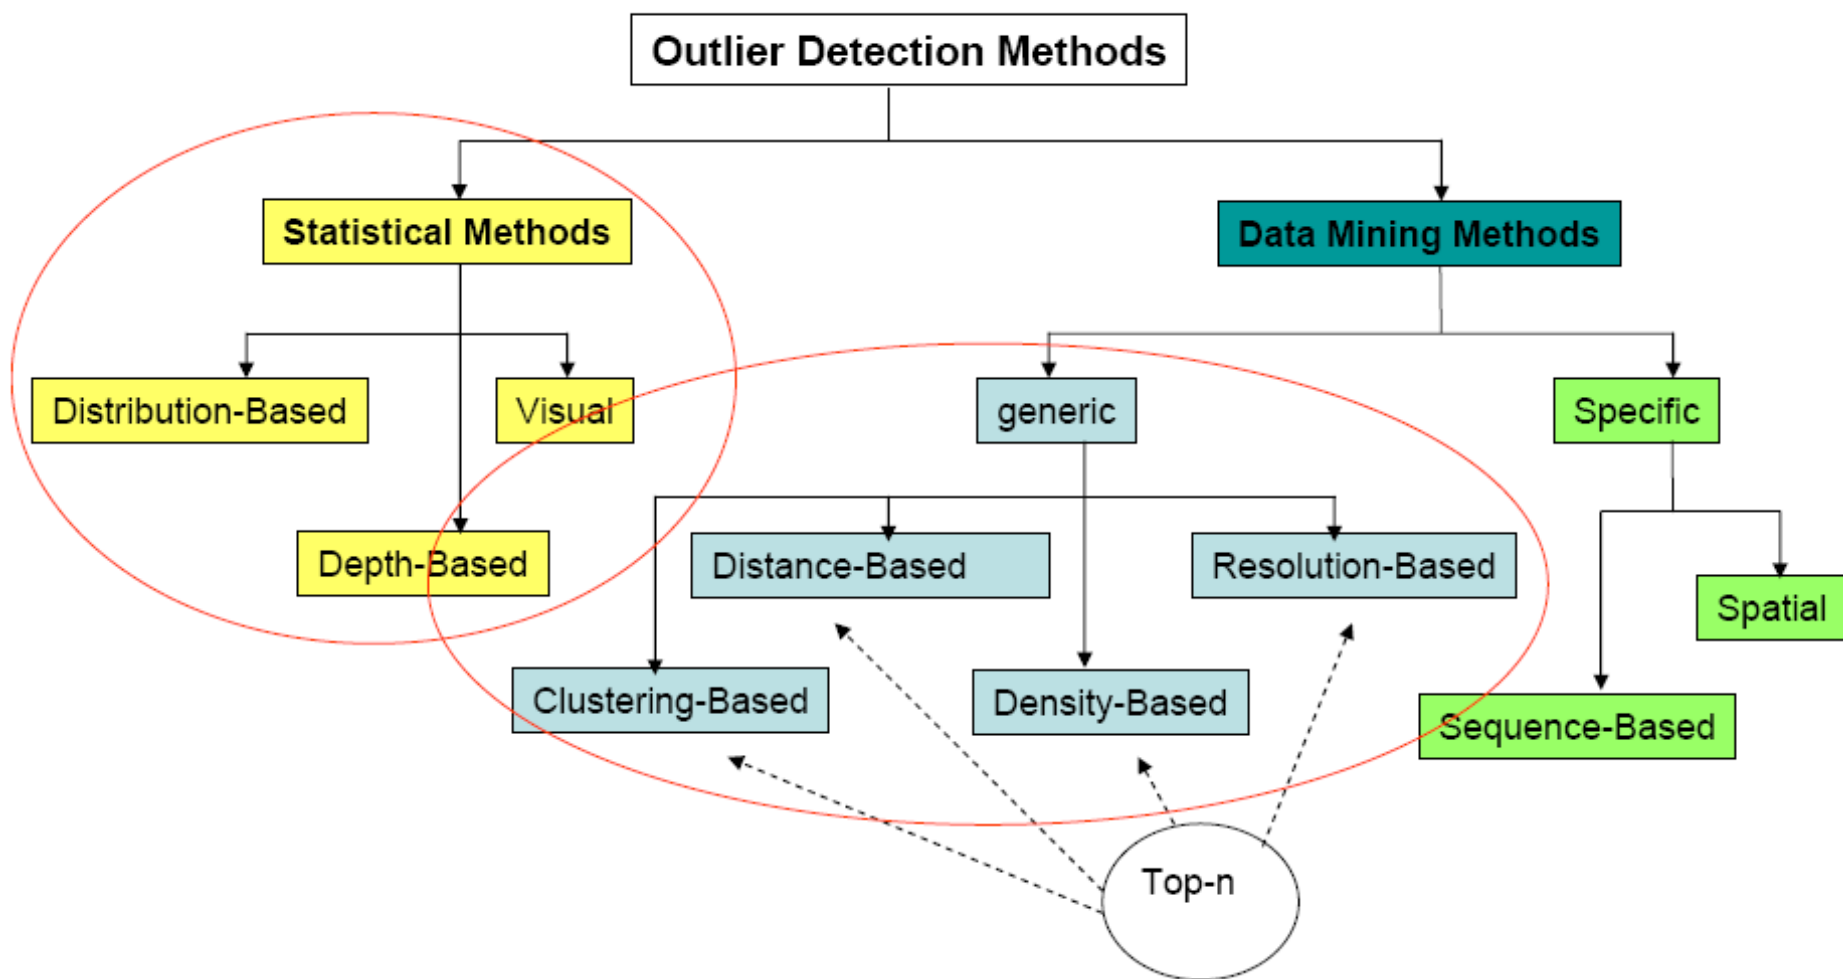 Outlier Detection Methods
Statistical Methods
Data Mining Methods
Distribution-Based
Visual
generic
Specific
Depth-Based
Distance-Based
Resolution-Based
Spatial
Clustering-Based
Density-Based
Sequence-Based
Top-n